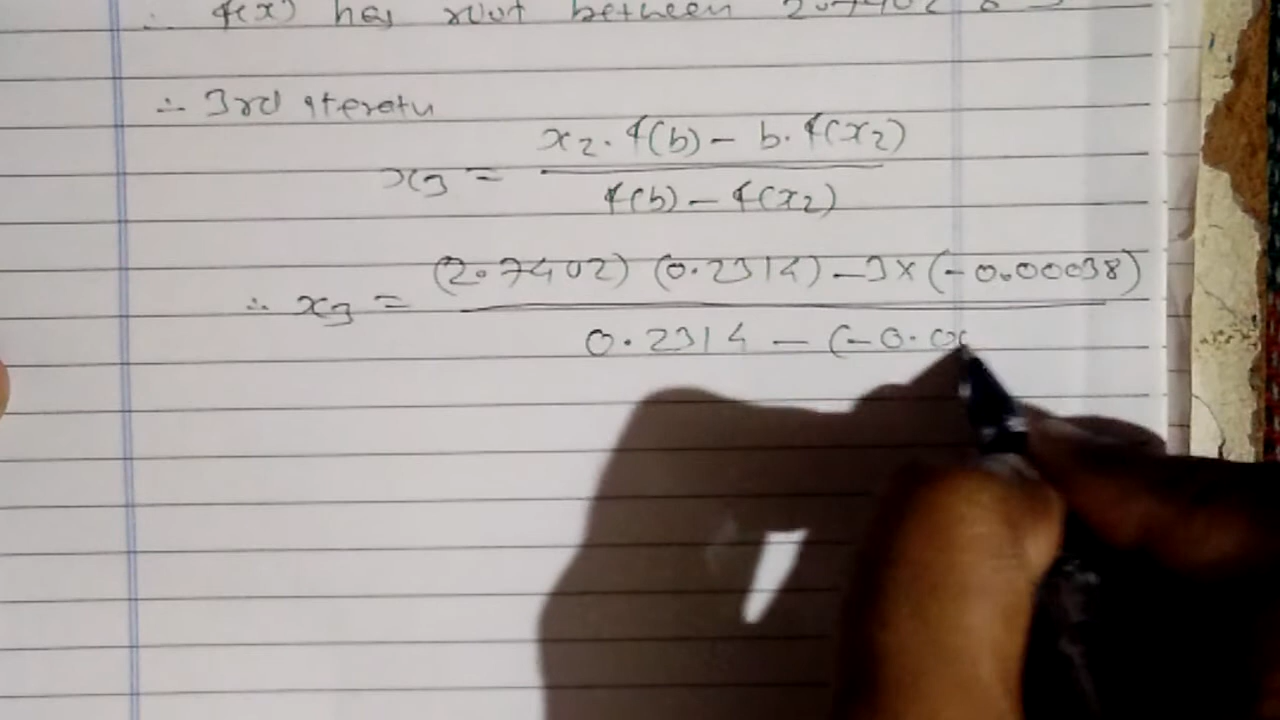 ∴ f(x) has root between 2.7402 &
∴ 3rd iteratu
x3 = x2. f(b) - b. f(x2) / f(b) - f(x2)
∴ x3 = (2.7402) (0.2314) - 3 x (-0.00038) / 0.2314 - (-0.00